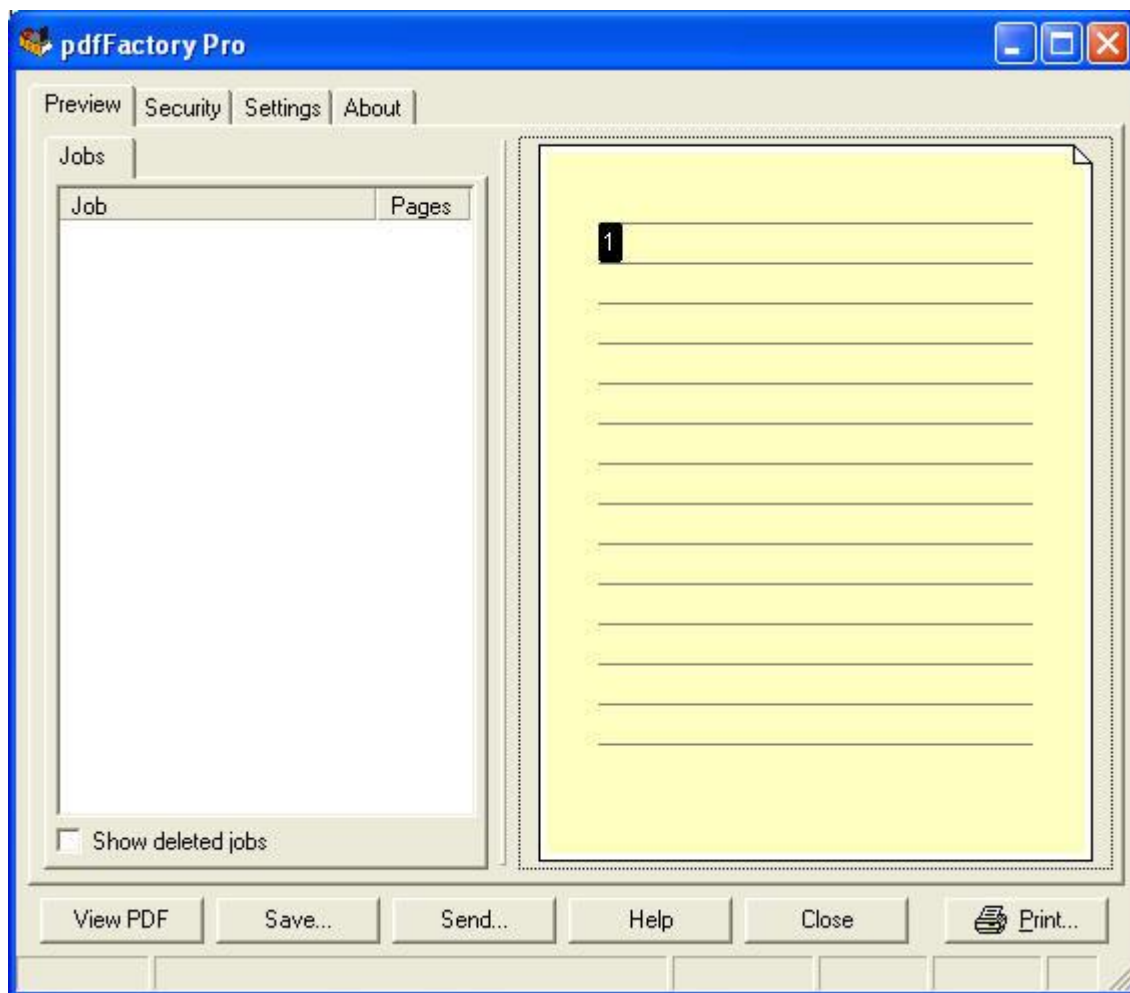 pdfFactory Pro
Preview Security Settings About
Jobs
Job Pages
1
Show deleted jobs
View PDF Save... Send... Help Close Print...